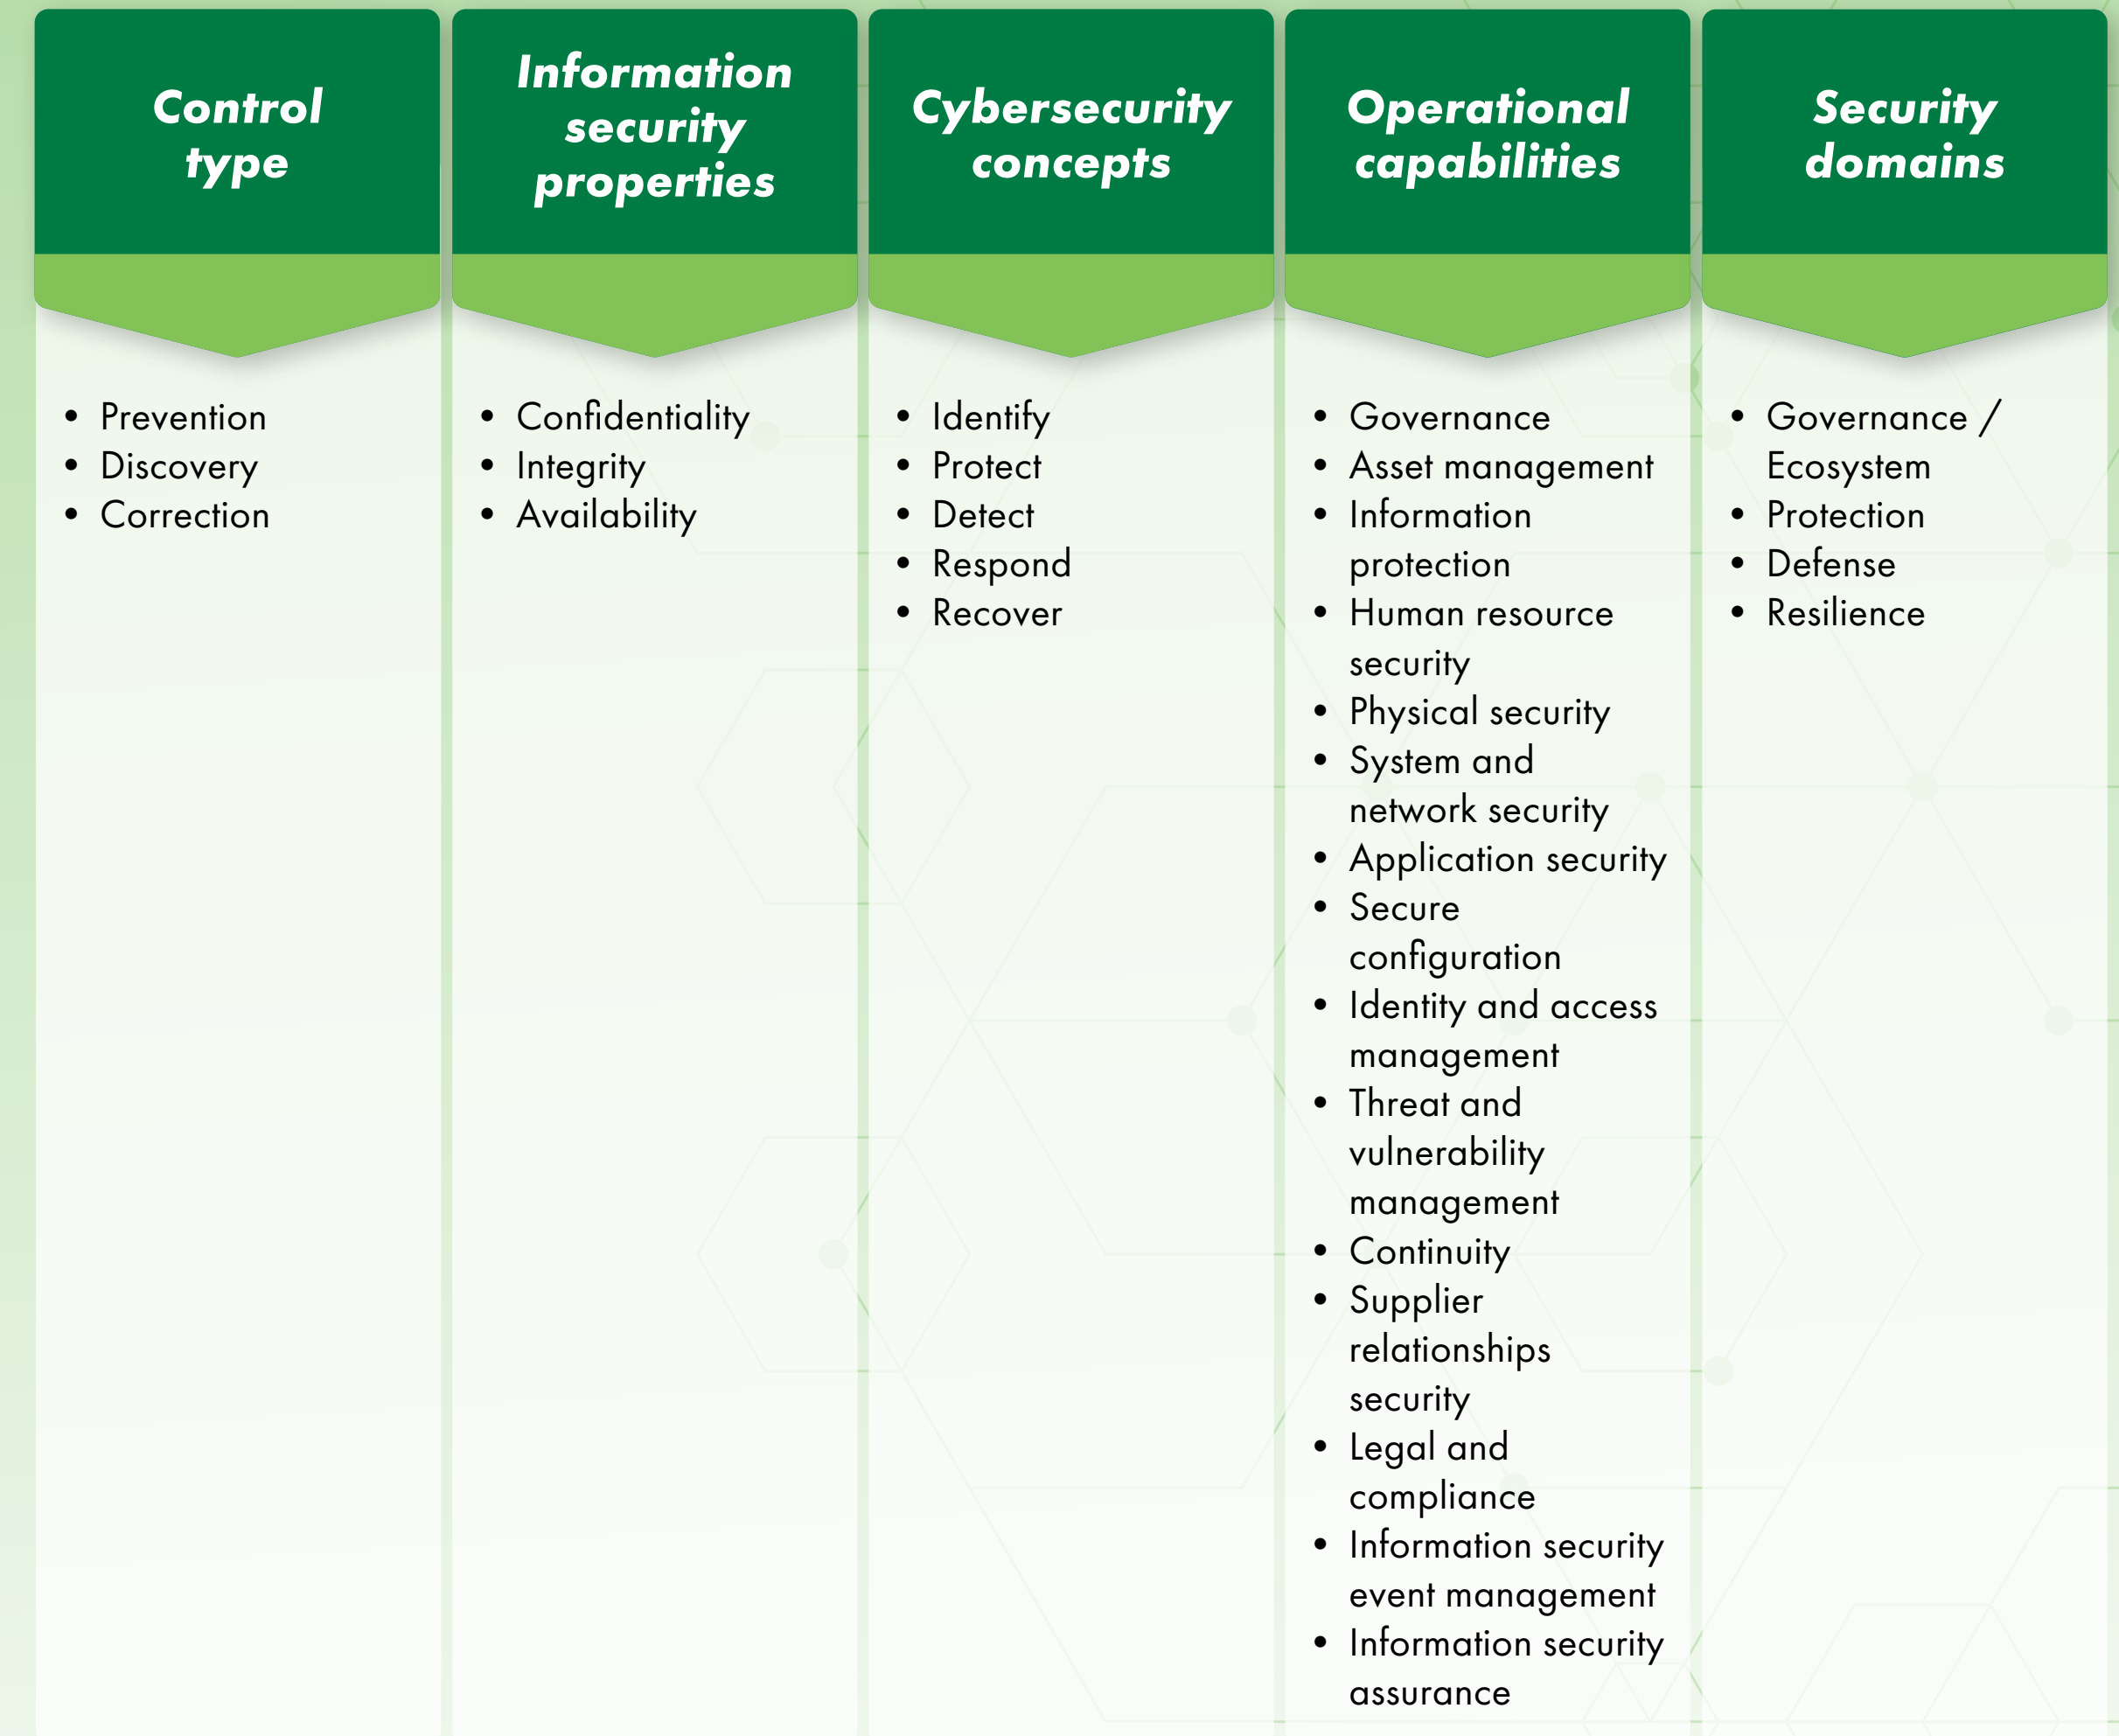 Control
type
• Prevention
• Discovery
• Correction
Information
security
properties
• Confidentiality
• Integrity
• Availability
Cybersecurity
concepts
• Identify
• Protect
• Detect
• Respond
• Recover
Operational
capabilities
• Governance
• Asset management
• Information
protection
• Human resource
security
• Physical security
• System and
network security
• Application security
• Secure
configuration
• Identity and access
management
• Threat and
vulnerability
management
• Continuity
• Supplier
relationships
security
• Legal and
compliance
• Information security
event management
• Information security
assurance
Security
domains
• Governance /
Ecosystem
• Protection
• Defense
• Resilience